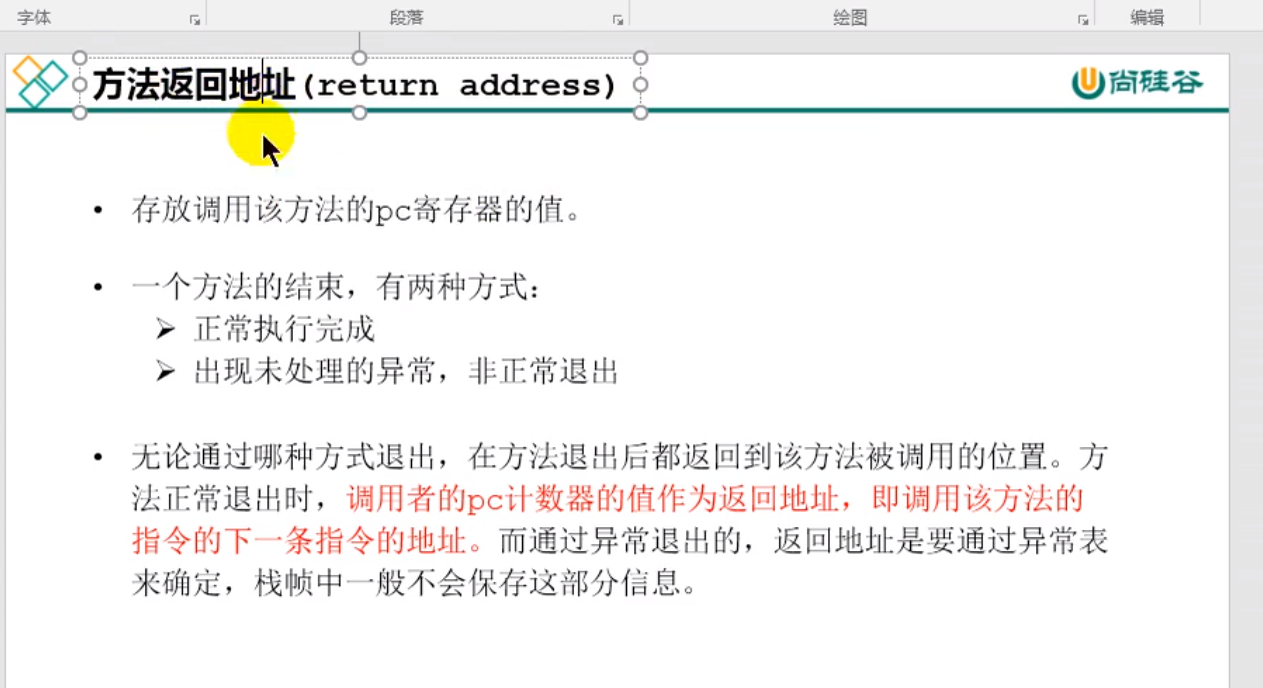 字体 段落 绘图 编辑
方法返回地址(return address)
尚硅谷
• 存放调用该方法的pc寄存器的值。
• 一个方法的结束，有两种方式：
➢ 正常执行完成
➢ 出现未处理的异常，非正常退出
• 无论通过哪种方式退出，在方法退出后都返回到该方法被调用的位置。方
法正常退出时，调用者的pc计数器的值作为返回地址，即调用该方法的
指令的下一条指令的地址。而通过异常退出的，返回地址是要通过异常表
来确定，栈帧中一般不会保存这部分信息。